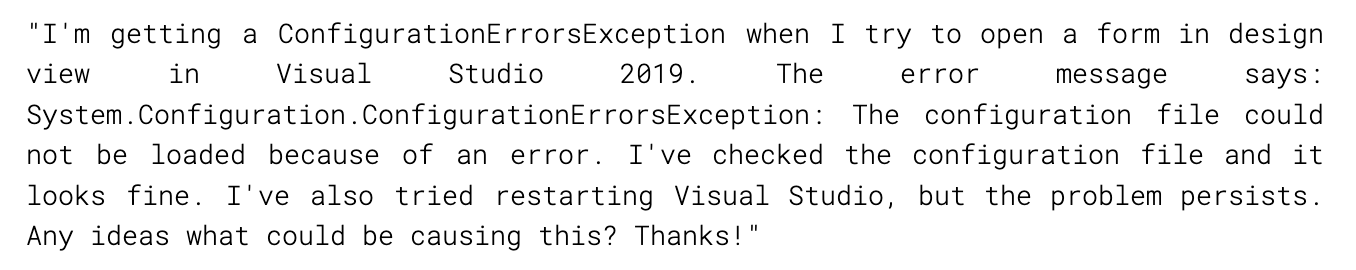 "I'm getting a ConfigurationErrorsException when I try to open a form in design
view in Visual Studio 2019. The error message says:
System.Configuration.ConfigurationErrorsException: The configuration file could
not be loaded because of an error. I've checked the configuration file and it
looks fine. I've also tried restarting Visual Studio, but the problem persists.
Any ideas what could be causing this? Thanks!"